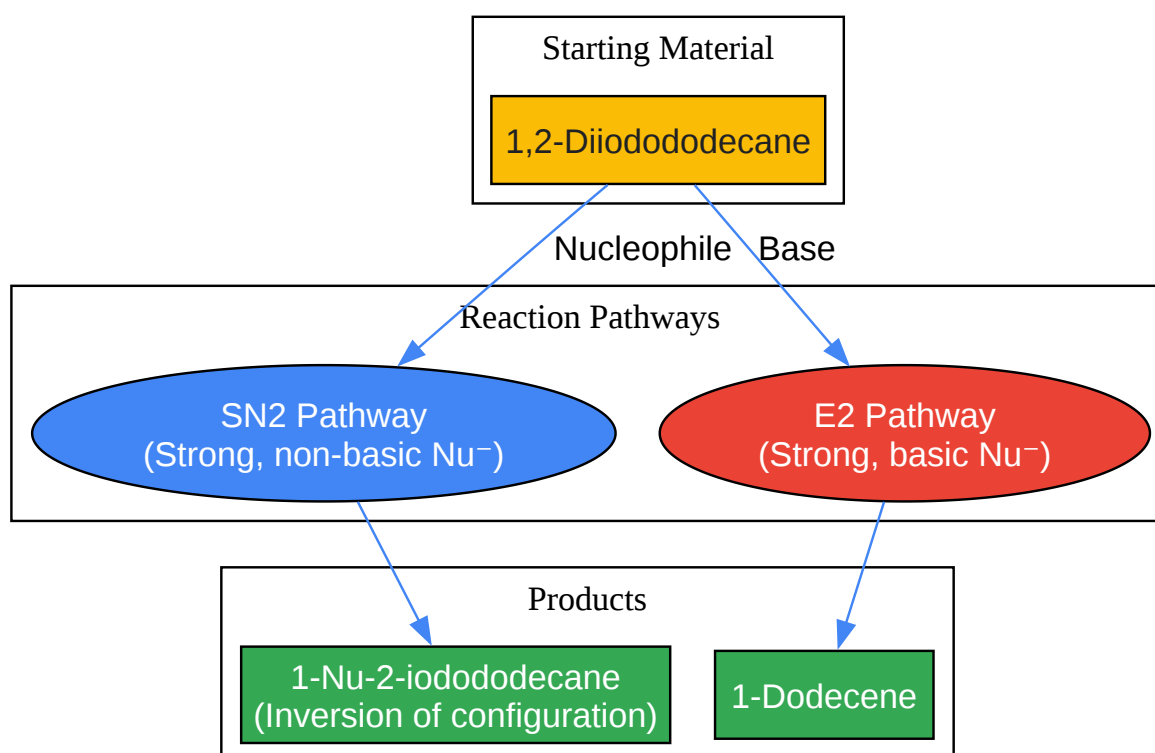 Starting Material
1,2-Diiodododecane
Nucleophile
Base
Reaction Pathways
SN2 Pathway
(Strong, non-basic Nu⁻)
E2 Pathway
(Strong, basic Nu⁻)
Products
1-Nu-2-iodododecane
(Inversion of configuration)
1-Dodecene